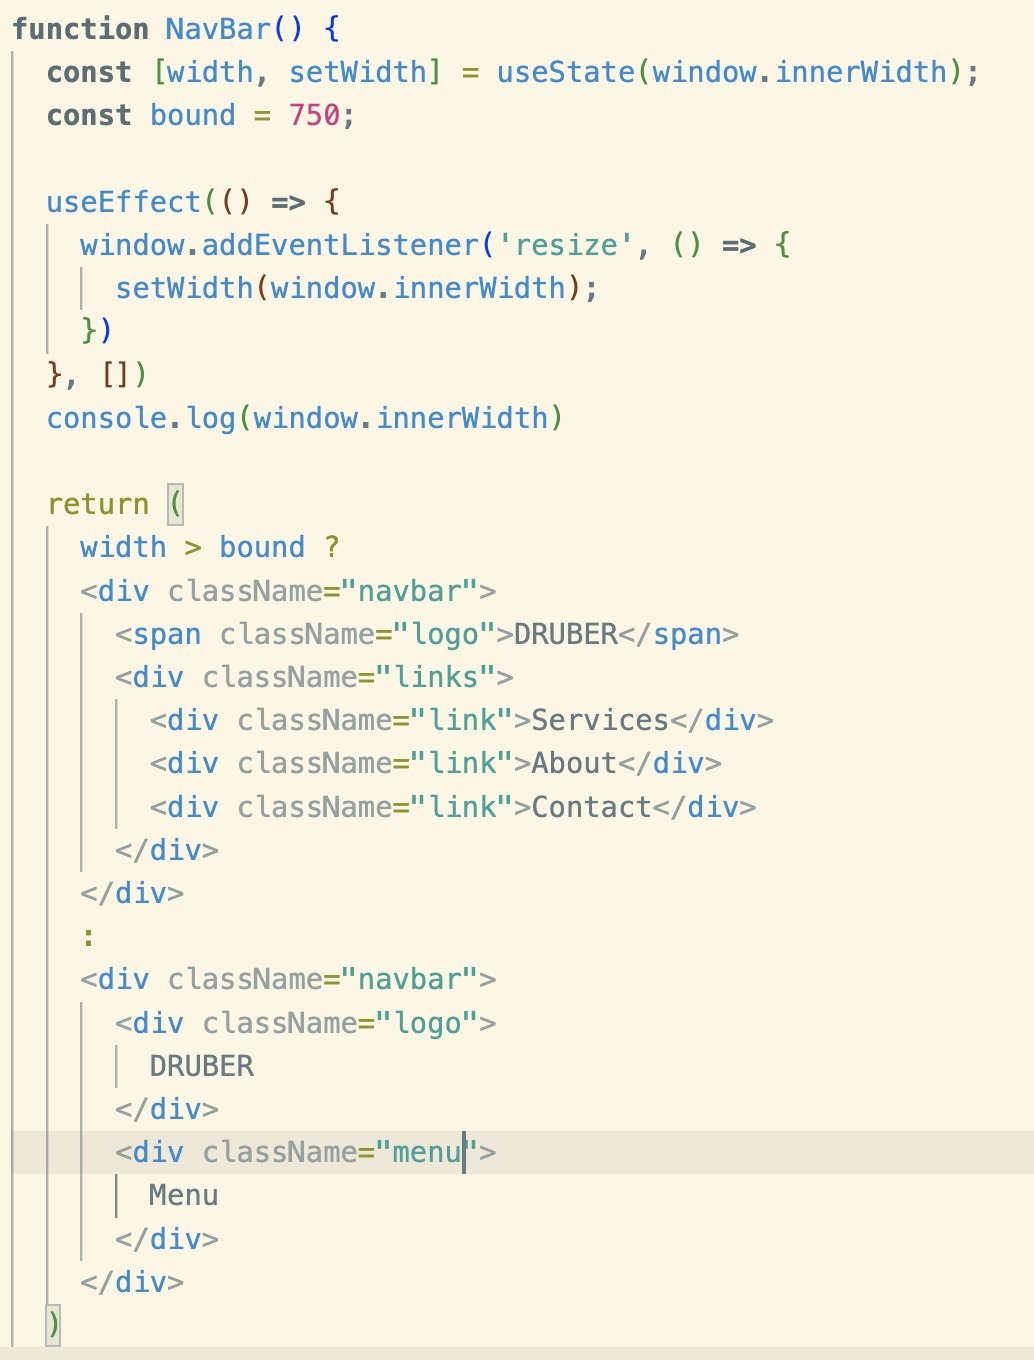 function NavBar() {
  const [width, setWidth] = useState(window.innerWidth);
  const bound = 750;

  useEffect(() => {
    window.addEventListener('resize', () => {
      setWidth(window.innerWidth);
    })
  }, [])
  console.log(window.innerWidth)

  return (
    width > bound ?
    <div className="navbar">
      <span className="logo">DRUBER</span>
      <div className="links">
        <div className="link">Services</div>
        <div className="link">About</div>
        <div className="link">Contact</div>
      </div>
    </div>
    :
    <div className="navbar">
      <div className="logo">
        DRUBER
      </div>
      <div className="menu">
        Menu
      </div>
    </div>
  )